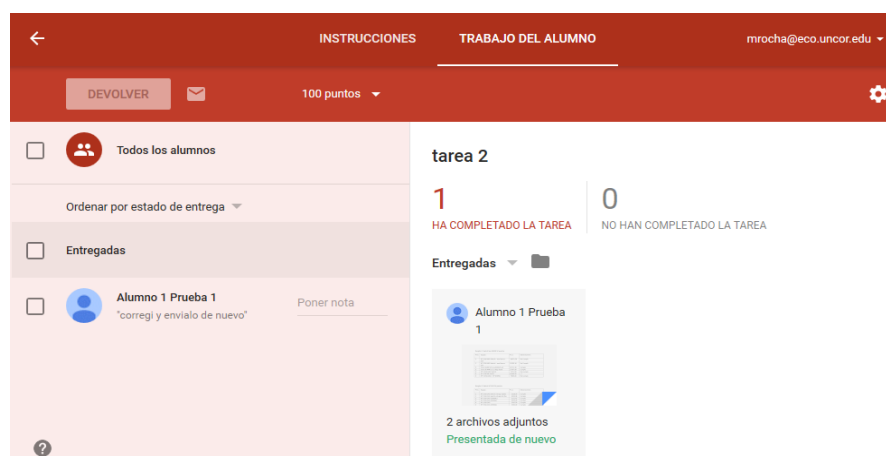 INSTRUCCIONES
TRABAJO DEL ALUMNO
mrocha@eco.uncor.edu
DEVOLVER
100 puntos
Todos los alumnos
Ordenar por estado de entrega
Entregadas
Alumno 1 Prueba 1
"corregi y envialo de nuevo"
Poner nota
tarea 2
1
HA COMPLETADO LA TAREA
0
NO HAN COMPLETADO LA TAREA
Entregadas
Alumno 1 Prueba
1
2 archivos adjuntos
Presentada de nuevo